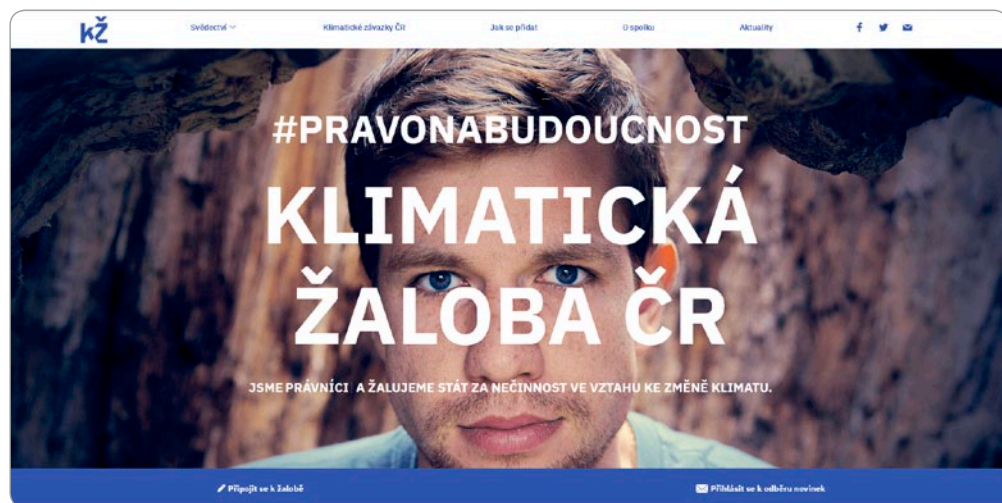 kž
Svědectví
Klimatické závazky ČR
Jak se přidat
O spolku
Aktuality
#PRAVONABUDOUCNOST
KLIMATICKÁ
ŽALOBA ČR
JSME PRÁVNÍCI A ŽALUJEME STÁT ZA NEČINNOST VE VZTAHU KE ZMĚNĚ KLIMATU.
Připojit se k žalobě
Přihlásit se k odběru novinek